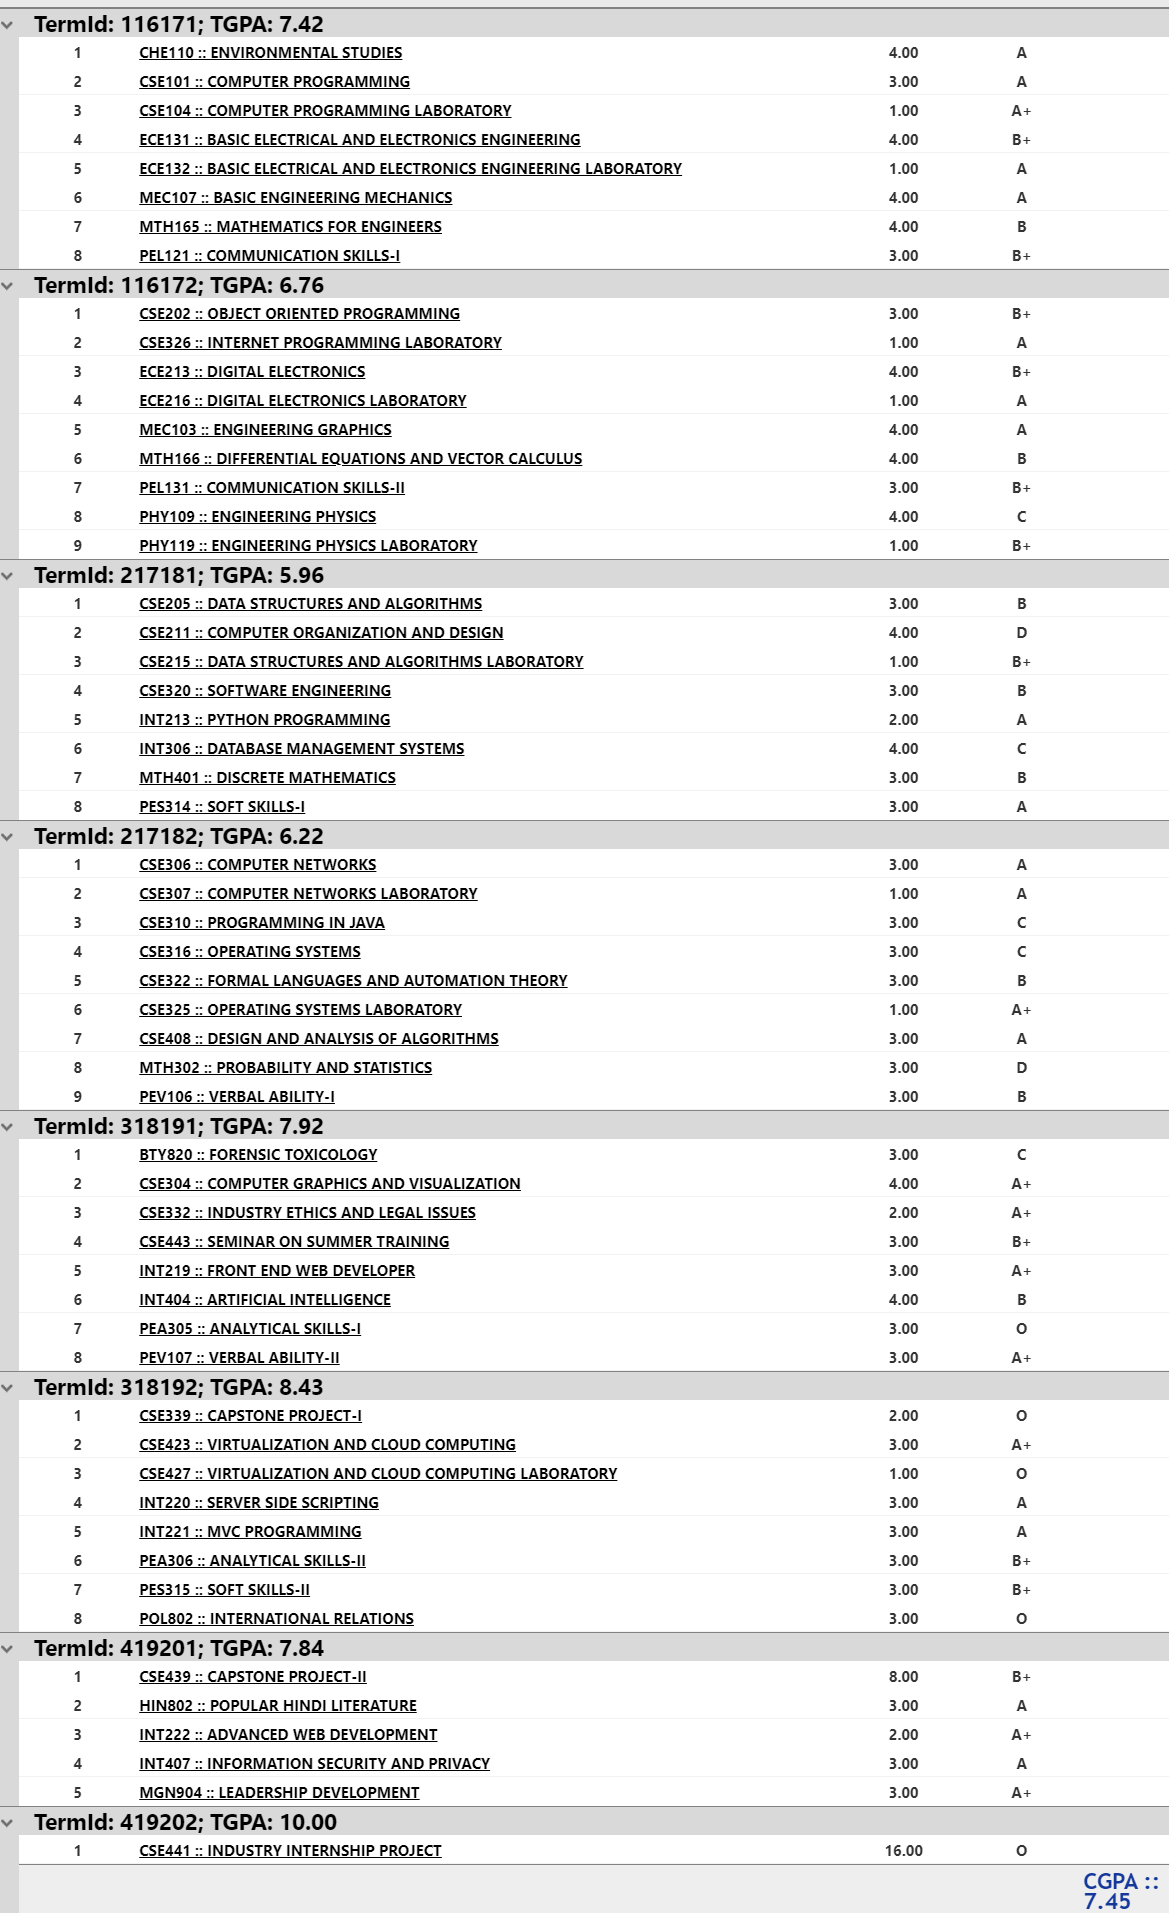 TermId: 116171; TGPA: 7.42
1 CHE110 :: ENVIRONMENTAL STUDIES 4.00 A
2 CSE101 :: COMPUTER PROGRAMMING 3.00 A
3 CSE104 :: COMPUTER PROGRAMMING LABORATORY 1.00 A+
4 ECE131 :: BASIC ELECTRICAL AND ELECTRONICS ENGINEERING 4.00 B+
5 ECE132 :: BASIC ELECTRICAL AND ELECTRONICS ENGINEERING LABORATORY 1.00 A
6 MEC107 :: BASIC ENGINEERING MECHANICS 4.00 A
7 MTH165 :: MATHEMATICS FOR ENGINEERS 4.00 B
8 PEL121 :: COMMUNICATION SKILLS-I 3.00 B+
TermId: 116172; TGPA: 6.76
1 CSE202 :: OBJECT ORIENTED PROGRAMMING 3.00 B+
2 CSE326 :: INTERNET PROGRAMMING LABORATORY 1.00 A
3 ECE213 :: DIGITAL ELECTRONICS 4.00 B+
4 ECE216 :: DIGITAL ELECTRONICS LABORATORY 1.00 A
5 MEC103 :: ENGINEERING GRAPHICS 4.00 A
6 MTH166 :: DIFFERENTIAL EQUATIONS AND VECTOR CALCULUS 4.00 B
7 PEL131 :: COMMUNICATION SKILLS-II 3.00 B+
8 PHY109 :: ENGINEERING PHYSICS 4.00 C
9 PHY119 :: ENGINEERING PHYSICS LABORATORY 1.00 B+
TermId: 217181; TGPA: 5.96
1 CSE205 :: DATA STRUCTURES AND ALGORITHMS 3.00 B
2 CSE211 :: COMPUTER ORGANIZATION AND DESIGN 4.00 D
3 CSE215 :: DATA STRUCTURES AND ALGORITHMS LABORATORY 1.00 B+
4 CSE320 :: SOFTWARE ENGINEERING 3.00 B
5 INT213 :: PYTHON PROGRAMMING 2.00 A
6 INT306 :: DATABASE MANAGEMENT SYSTEMS 4.00 C
7 MTH401 :: DISCRETE MATHEMATICS 3.00 B
8 PES314 :: SOFT SKILLS-I 3.00 A
TermId: 217182; TGPA: 6.22
1 CSE306 :: COMPUTER NETWORKS 3.00 A
2 CSE307 :: COMPUTER NETWORKS LABORATORY 1.00 A
3 CSE310 :: PROGRAMMING IN JAVA 3.00 C
4 CSE316 :: OPERATING SYSTEMS 3.00 C
5 CSE322 :: FORMAL LANGUAGES AND AUTOMATION THEORY 3.00 B
6 CSE325 :: OPERATING SYSTEMS LABORATORY 1.00 A+
7 CSE408 :: DESIGN AND ANALYSIS OF ALGORITHMS 3.00 A
8 MTH302 :: PROBABILITY AND STATISTICS 3.00 D
9 PEV106 :: VERBAL ABILITY-I 3.00 B
TermId: 318191; TGPA: 7.92
1 BTY820 :: FORENSIC TOXICOLOGY 3.00 C
2 CSE304 :: COMPUTER GRAPHICS AND VISUALIZATION 4.00 A+
3 CSE332 :: INDUSTRY ETHICS AND LEGAL ISSUES 2.00 A+
4 CSE443 :: SEMINAR ON SUMMER TRAINING 3.00 B+
5 INT219 :: FRONT END WEB DEVELOPER 3.00 A+
6 INT404 :: ARTIFICIAL INTELLIGENCE 4.00 B
7 PEA305 :: ANALYTICAL SKILLS-I 3.00 O
8 PEV107 :: VERBAL ABILITY-II 3.00 A+
TermId: 318192; TGPA: 8.43
1 CSE339 :: CAPSTONE PROJECT-I 2.00 O
2 CSE423 :: VIRTUALIZATION AND CLOUD COMPUTING 3.00 A+
3 CSE427 :: VIRTUALIZATION AND CLOUD COMPUTING LABORATORY 1.00 O
4 INT220 :: SERVER SIDE SCRIPTING 3.00 A
5 INT221 :: MVC PROGRAMMING 3.00 A
6 PEA306 :: ANALYTICAL SKILLS-II 3.00 B+
7 PES315 :: SOFT SKILLS-II 3.00 B+
8 POL802 :: INTERNATIONAL RELATIONS 3.00 O
TermId: 419201; TGPA: 7.84
1 CSE439 :: CAPSTONE PROJECT-II 8.00 B+
2 HIN802 :: POPULAR HINDI LITERATURE 3.00 A
3 INT222 :: ADVANCED WEB DEVELOPMENT 2.00 A+
4 INT407 :: INFORMATION SECURITY AND PRIVACY 3.00 A
5 MGN904 :: LEADERSHIP DEVELOPMENT 3.00 A+
TermId: 419202; TGPA: 10.00
1 CSE441 :: INDUSTRY INTERNSHIP PROJECT 16.00 O
CGPA ::
7.45